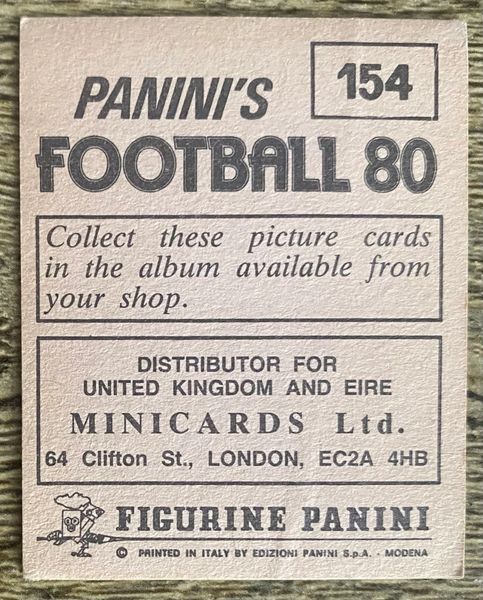 154
PANINI'S
FOOTBALL 80
Collect these picture cards
in the album available from
your shop.
DISTRIBUTOR FOR
UNITED KINGDOM AND EIRE
MINICARDS Ltd.
64 Clifton St., LONDON, EC2A 4HB
FIGURINE PANINI
© PRINTED IN ITALY BY EDIZIONI PANINI S.p.A. - MODENA